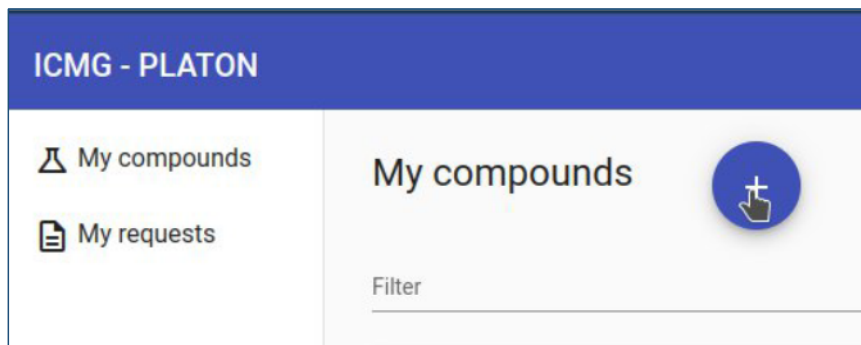 ICMG - PLATON
My compounds
My requests
My compounds
+
Filter